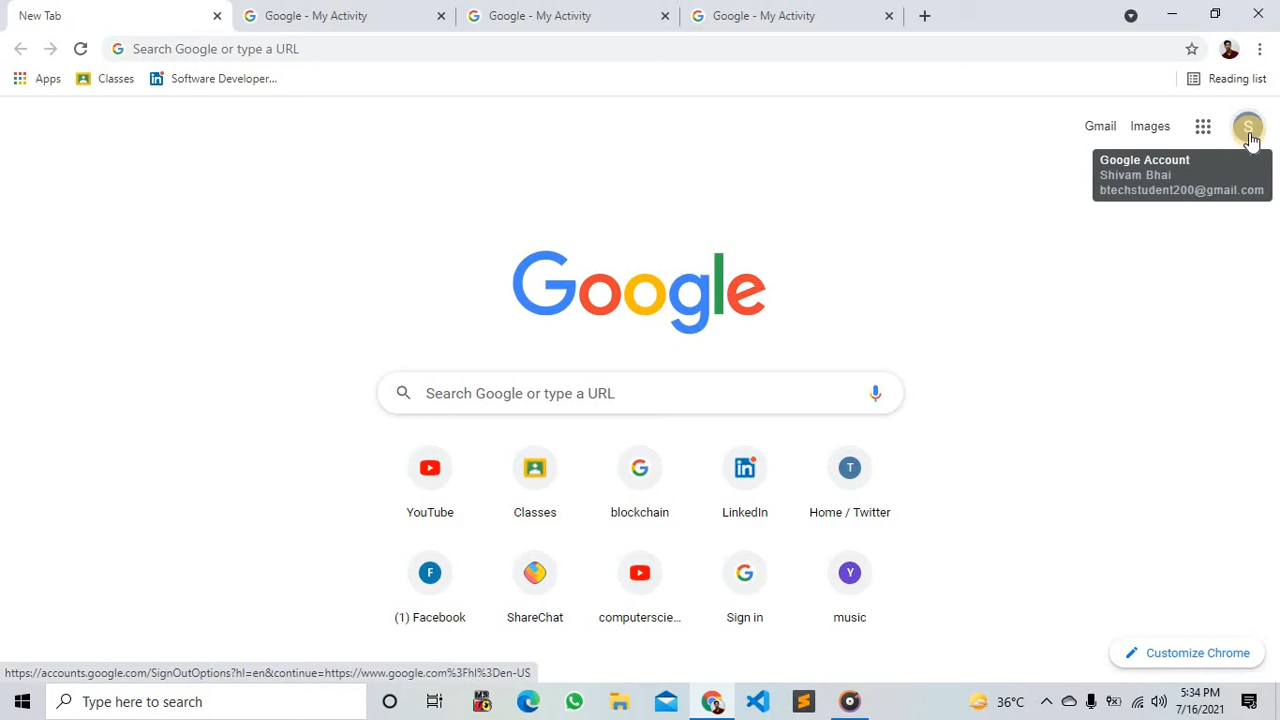 New Tab
Google - My Activity
Google - My Activity
Google - My Activity
Search Google or type a URL
Apps
Classes
Software Developer...
Reading list
Gmail
Images
S
Google Account
Shivam Bhai
btechstudent200@gmail.com
Google
Search Google or type a URL
YouTube
Classes
blockchain
LinkedIn
T
Home / Twitter
F
(1) Facebook
ShareChat
computerscie...
Sign in
Y
music
Customize Chrome
https://accounts.google.com/SignOutOptions?hl=en&continue=https://www.google.com%3Fhl%3Den-US
Type here to search
36°C
5:34 PM
7/16/2021